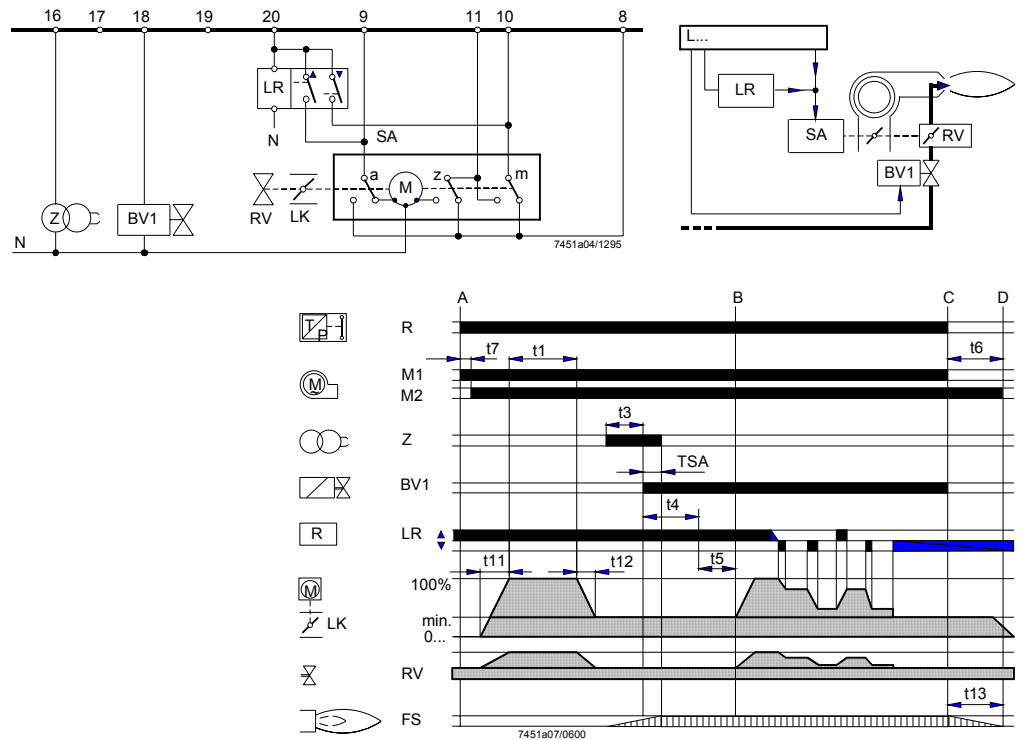 16 17 18 19 20 9 11 10 8
LR
N
SA
a
M
z
m
RV LK
Z
BV1
N
7451a04/1295
L...
LR
SA
RV
BV1
A B C D
T/P
R
t7 t1 t6
M1
M
M2
t3
Z
TSA
BV1
t4
R
LR
t5
t11 t12
100%
M
LK
min.
0...
RV
t13
FS
7451a07/0600